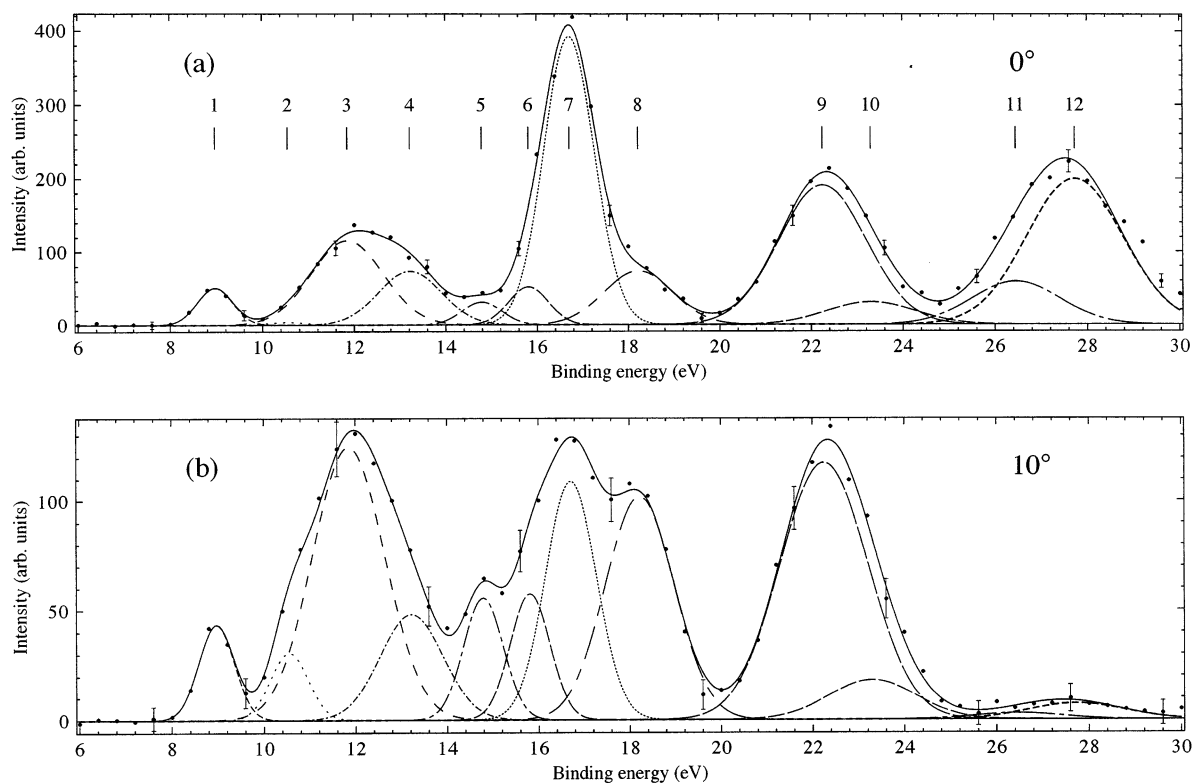 (a)
0°
1 2 3 4 5 6 7 8 9 10 11 12
400
300
200
100
0
Intensity (arb. units)
6 8 10 12 14 16 18 20 22 24 26 28 30
Binding energy (eV)
(b)
10°
100
50
0
Intensity (arb. units)
6 8 10 12 14 16 18 20 22 24 26 28 30
Binding energy (eV)